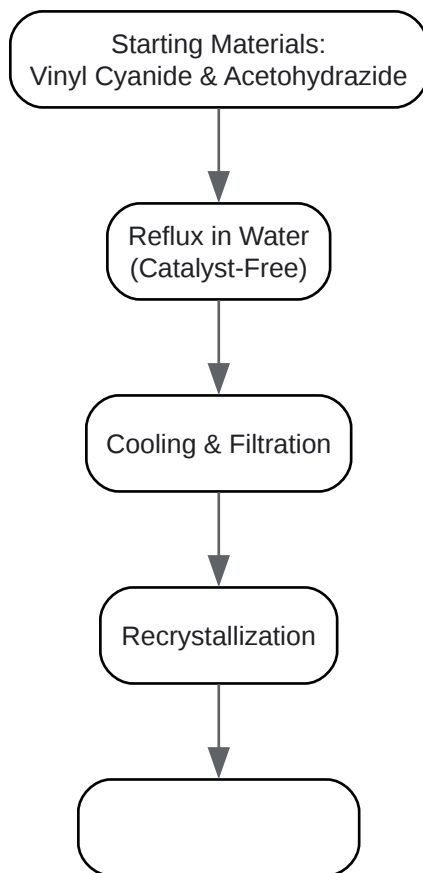 Starting Materials:
Vinyl Cyanide & Acetohydrazide
Reflux in Water
(Catalyst-Free)
Cooling & Filtration
Recrystallization